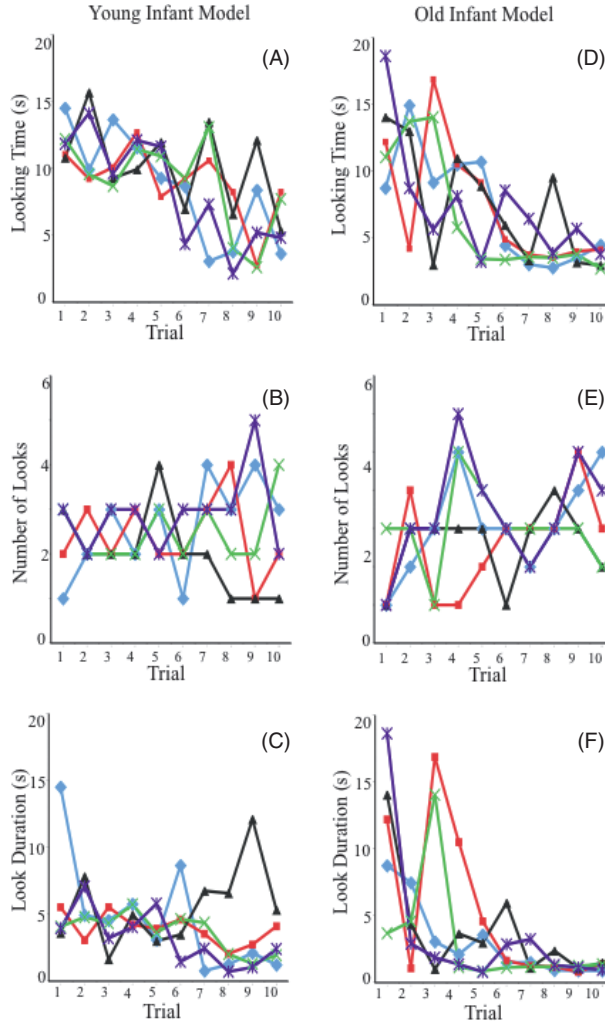 Young Infant Model
Old Infant Model
(A)
Looking Time (s)
20
15
10
5
0
1 2 3 4 5 6 7 8 9 10
Trial
(D)
Looking Time (s)
20
15
10
5
0
1 2 3 4 5 6 7 8 9 10
Trial
(B)
Number of Looks
6
4
2
0
1 2 3 4 5 6 7 8 9 10
Trial
(E)
Number of Looks
6
4
2
0
1 2 3 4 5 6 7 8 9 10
Trial
(C)
Look Duration (s)
20
15
10
5
0
1 2 3 4 5 6 7 8 9 10
Trial
(F)
Look Duration (s)
20
15
10
5
0
1 2 3 4 5 6 7 8 9 10
Trial